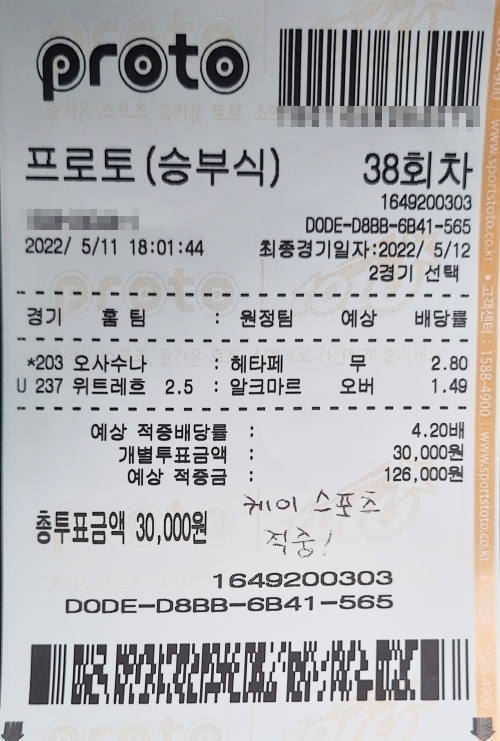 proto
프로토(승부식) 38회차
1649200303
D0DE-D8BB-6B41-565
2022/ 5/11 18:01:44 최종경기일자:2022/ 5/12
2경기 선택
경기 홈 팀 : 원정팀 예상 배당률
*203 오사수나 : 헤타페 무 2.80
U 237 위트레흐 2.5 : 알크마르 오버 1.49
예상 적중배당률 : 4.20배
개별투표금액 : 30,000원
예상 적중금 : 126,000원
케이 스포츠
적중!
총투표금액 30,000원
1649200303
D0DE-D8BB-6B41-565
www.sportstoto.co.kr • 고객센터 : 1588-4900 | www.sportstoto.co.kr